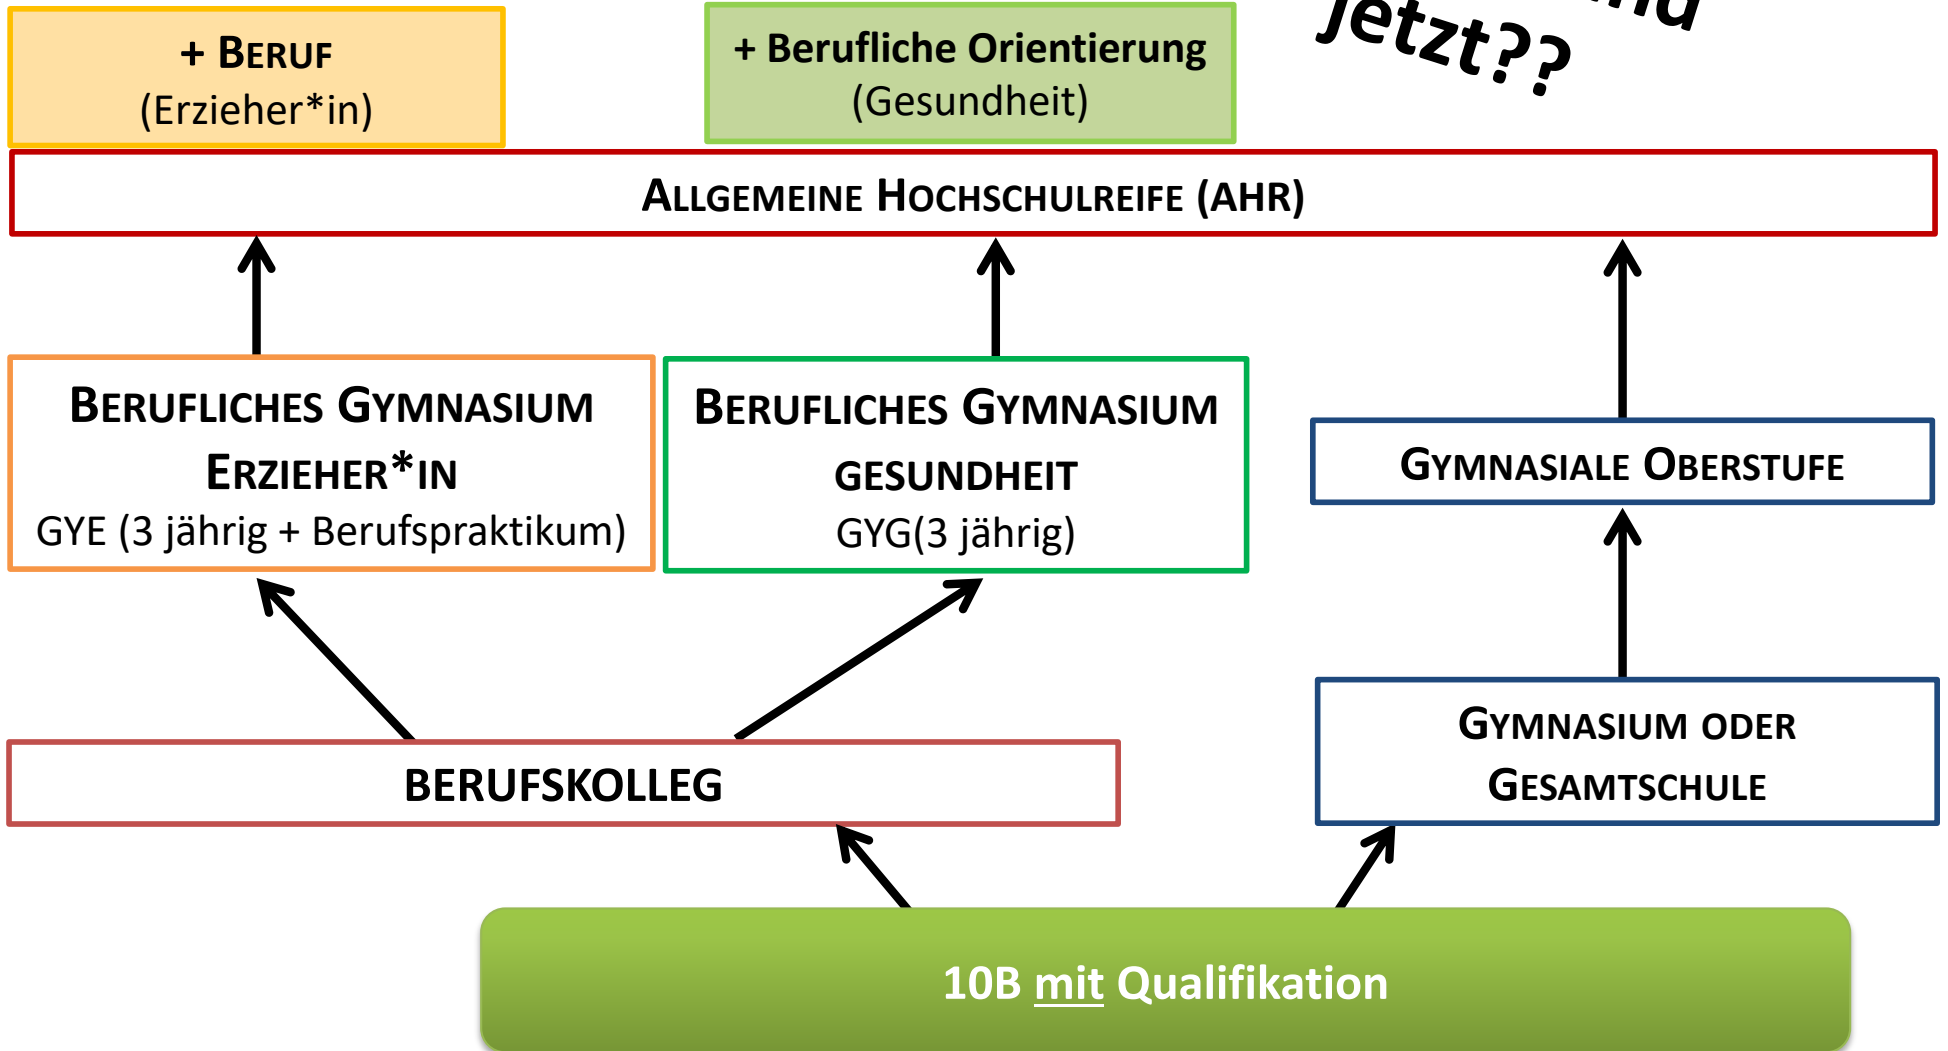 + BERUF
(Erzieher*in)
+ Berufliche Orientierung
(Gesundheit)
jetzt??
ALLGEMEINE HOCHSCHULREIFE (AHR)
BERUFLICHES GYMNASIUM
ERZIEHER*IN
GYE (3 jährig + Berufspraktikum)
BERUFLICHES GYMNASIUM
GESUNDHEIT
GYG(3 jährig)
GYMNASIALE OBERSTUFE
GYMNASIUM ODER
GESAMTSCHULE
BERUFSKOLLEG
10B mit Qualifikation